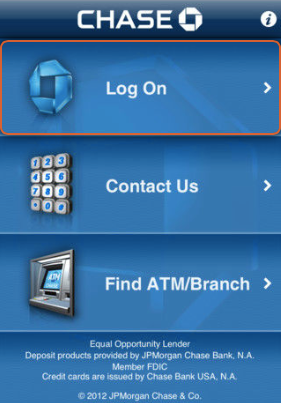 CHASE
i
Log On
Contact Us
Find ATM/Branch
Equal Opportunity Lender
Deposit products provided by JPMorgan Chase Bank, N.A.
Member FDIC
Credit cards are issued by Chase Bank USA, N.A.
© 2012 JPMorgan Chase & Co.